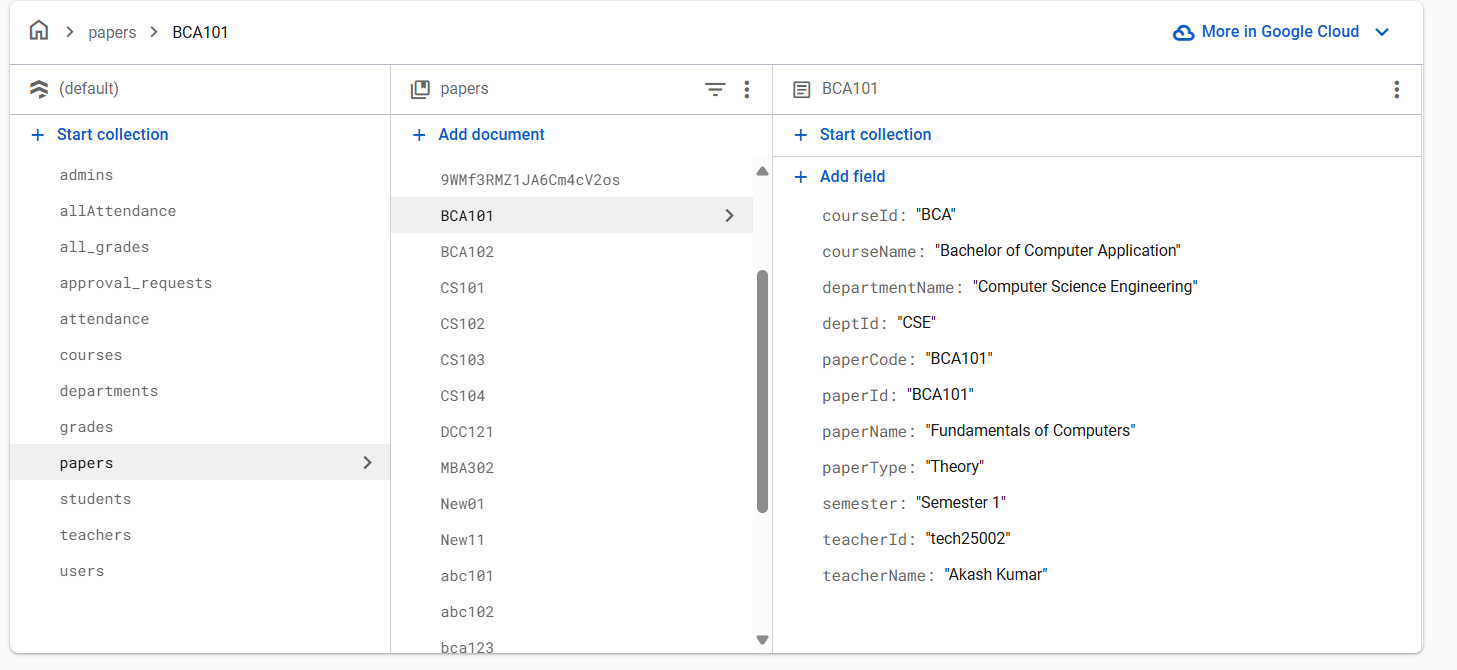 papers > BCA101
More in Google Cloud
(default)
Start collection
admins
allAttendance
all_grades
approval_requests
attendance
courses
departments
grades
papers
students
teachers
users
papers
Add document
9WMf3RMZ1JA6Cm4cV2os
BCA101
BCA102
CS101
CS102
CS103
CS104
DCC121
MBA302
New01
New11
abc101
abc102
bca123
BCA101
Start collection
Add field
courseId: "BCA"
courseName: "Bachelor of Computer Application"
departmentName: "Computer Science Engineering"
deptId: "CSE"
paperCode: "BCA101"
paperId: "BCA101"
paperName: "Fundamentals of Computers"
paperType: "Theory"
semester: "Semester 1"
teacherId: "tech25002"
teacherName: "Akash Kumar"